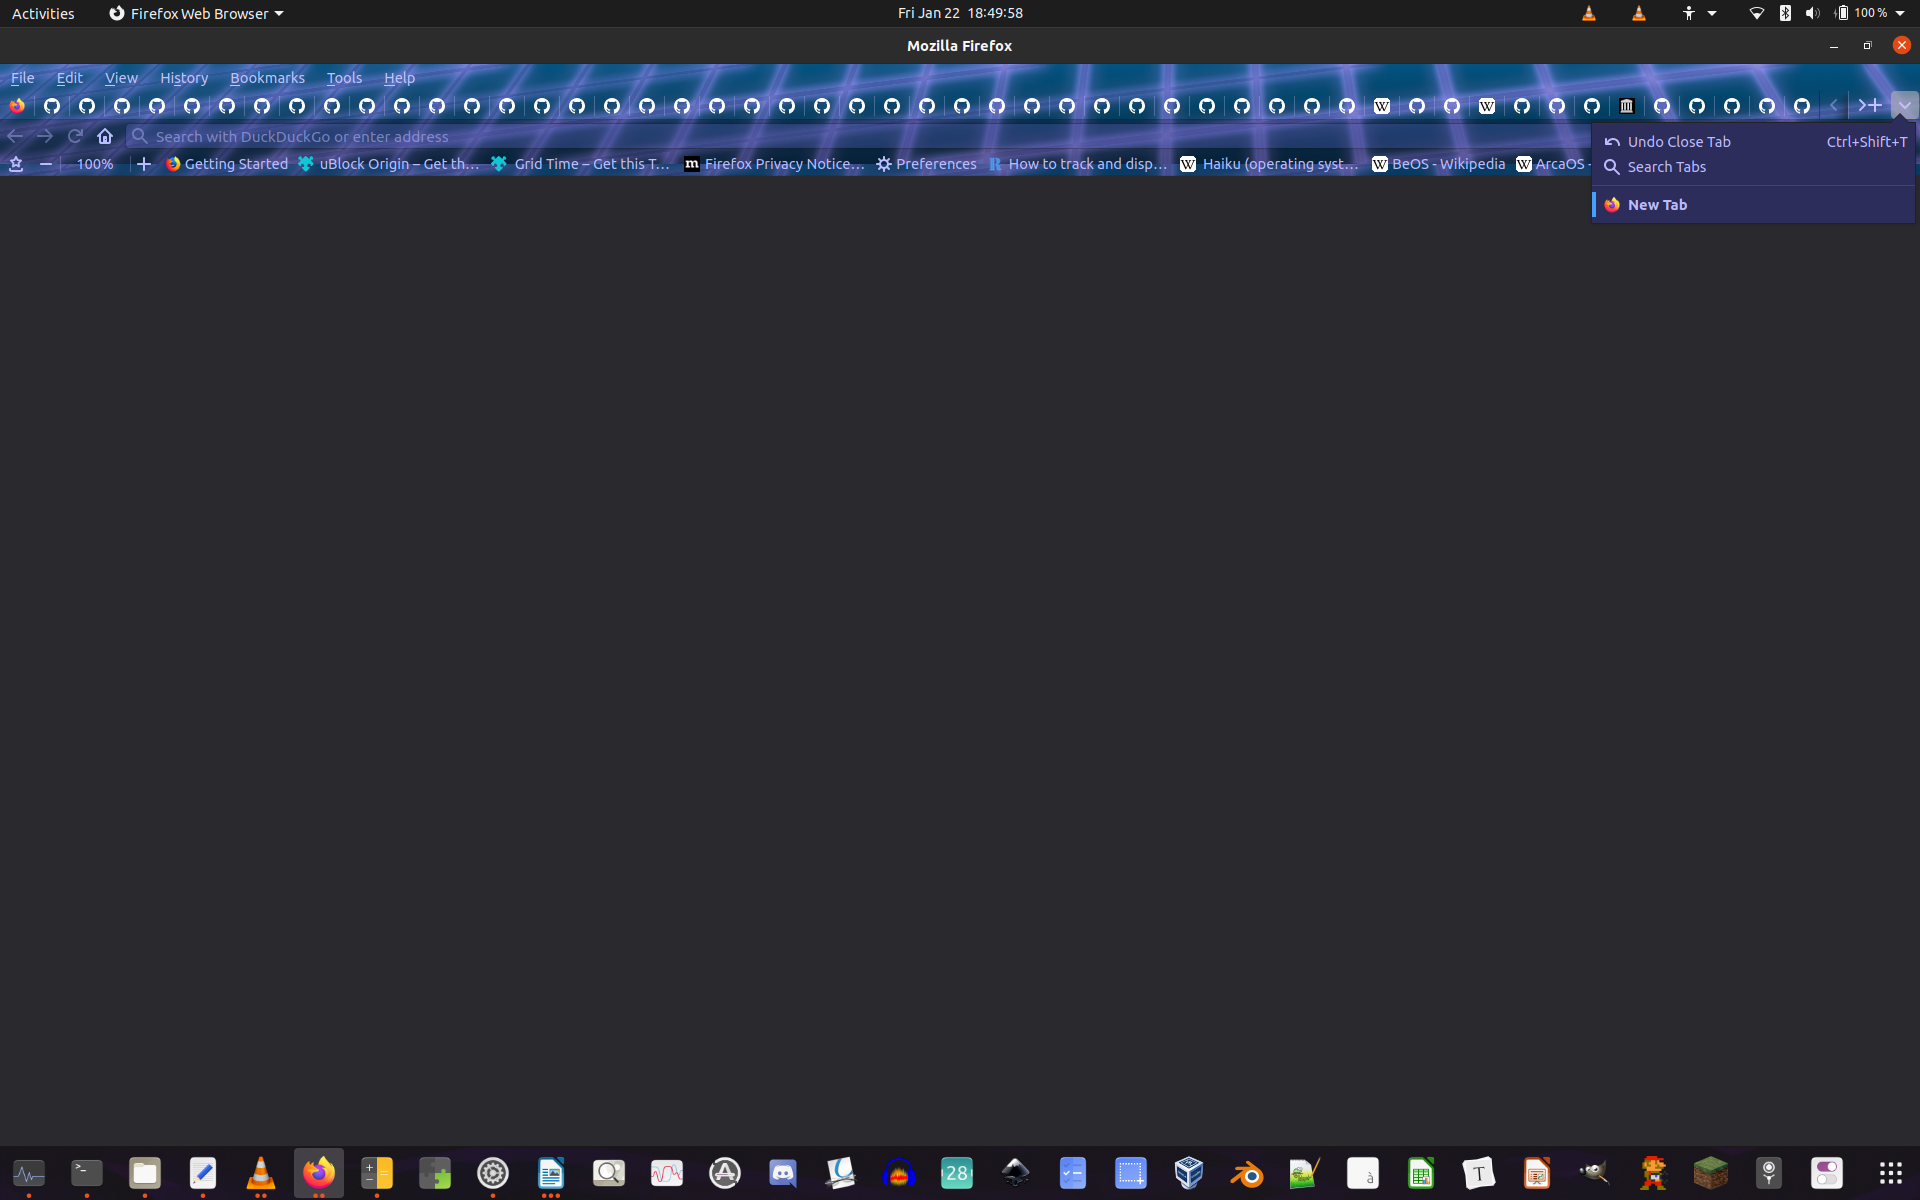 Activities Firefox Web Browser Fri Jan 22 18:49:58 100 %
Mozilla Firefox
File Edit View History Bookmarks Tools Help
Search with DuckDuckGo or enter address
100% Getting Started uBlock Origin – Get th… Grid Time – Get this T… Firefox Privacy Notice… Preferences How to track and disp… Haiku (operating syst… BeOS - Wikipedia ArcaOS -
Undo Close Tab Ctrl+Shift+T
Search Tabs
New Tab
28